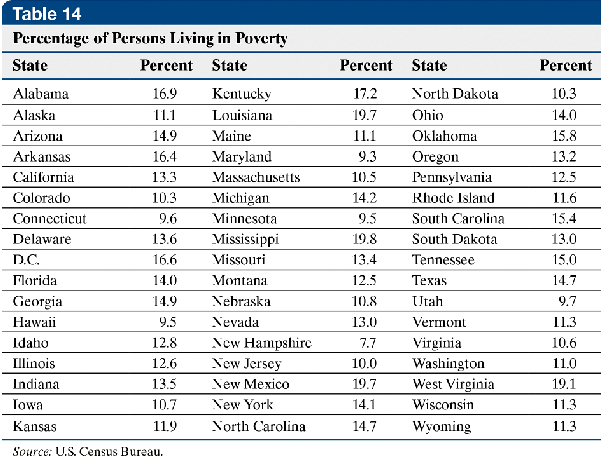 Table 14
Percentage of Persons Living in Poverty
State Percent State Percent State Percent
Alabama 16.9 Kentucky 17.2 North Dakota 10.3
Alaska 11.1 Louisiana 19.7 Ohio 14.0
Arizona 14.9 Maine 11.1 Oklahoma 15.8
Arkansas 16.4 Maryland 9.3 Oregon 13.2
California 13.3 Massachusetts 10.5 Pennsylvania 12.5
Colorado 10.3 Michigan 14.2 Rhode Island 11.6
Connecticut 9.6 Minnesota 9.5 South Carolina 15.4
Delaware 13.6 Mississippi 19.8 South Dakota 13.0
D.C. 16.6 Missouri 13.4 Tennessee 15.0
Florida 14.0 Montana 12.5 Texas 14.7
Georgia 14.9 Nebraska 10.8 Utah 9.7
Hawaii 9.5 Nevada 13.0 Vermont 11.3
Idaho 12.8 New Hampshire 7.7 Virginia 10.6
Illinois 12.6 New Jersey 10.0 Washington 11.0
Indiana 13.5 New Mexico 19.7 West Virginia 19.1
Iowa 10.7 New York 14.1 Wisconsin 11.3
Kansas 11.9 North Carolina 14.7 Wyoming 11.3
Source: U.S. Census Bureau.